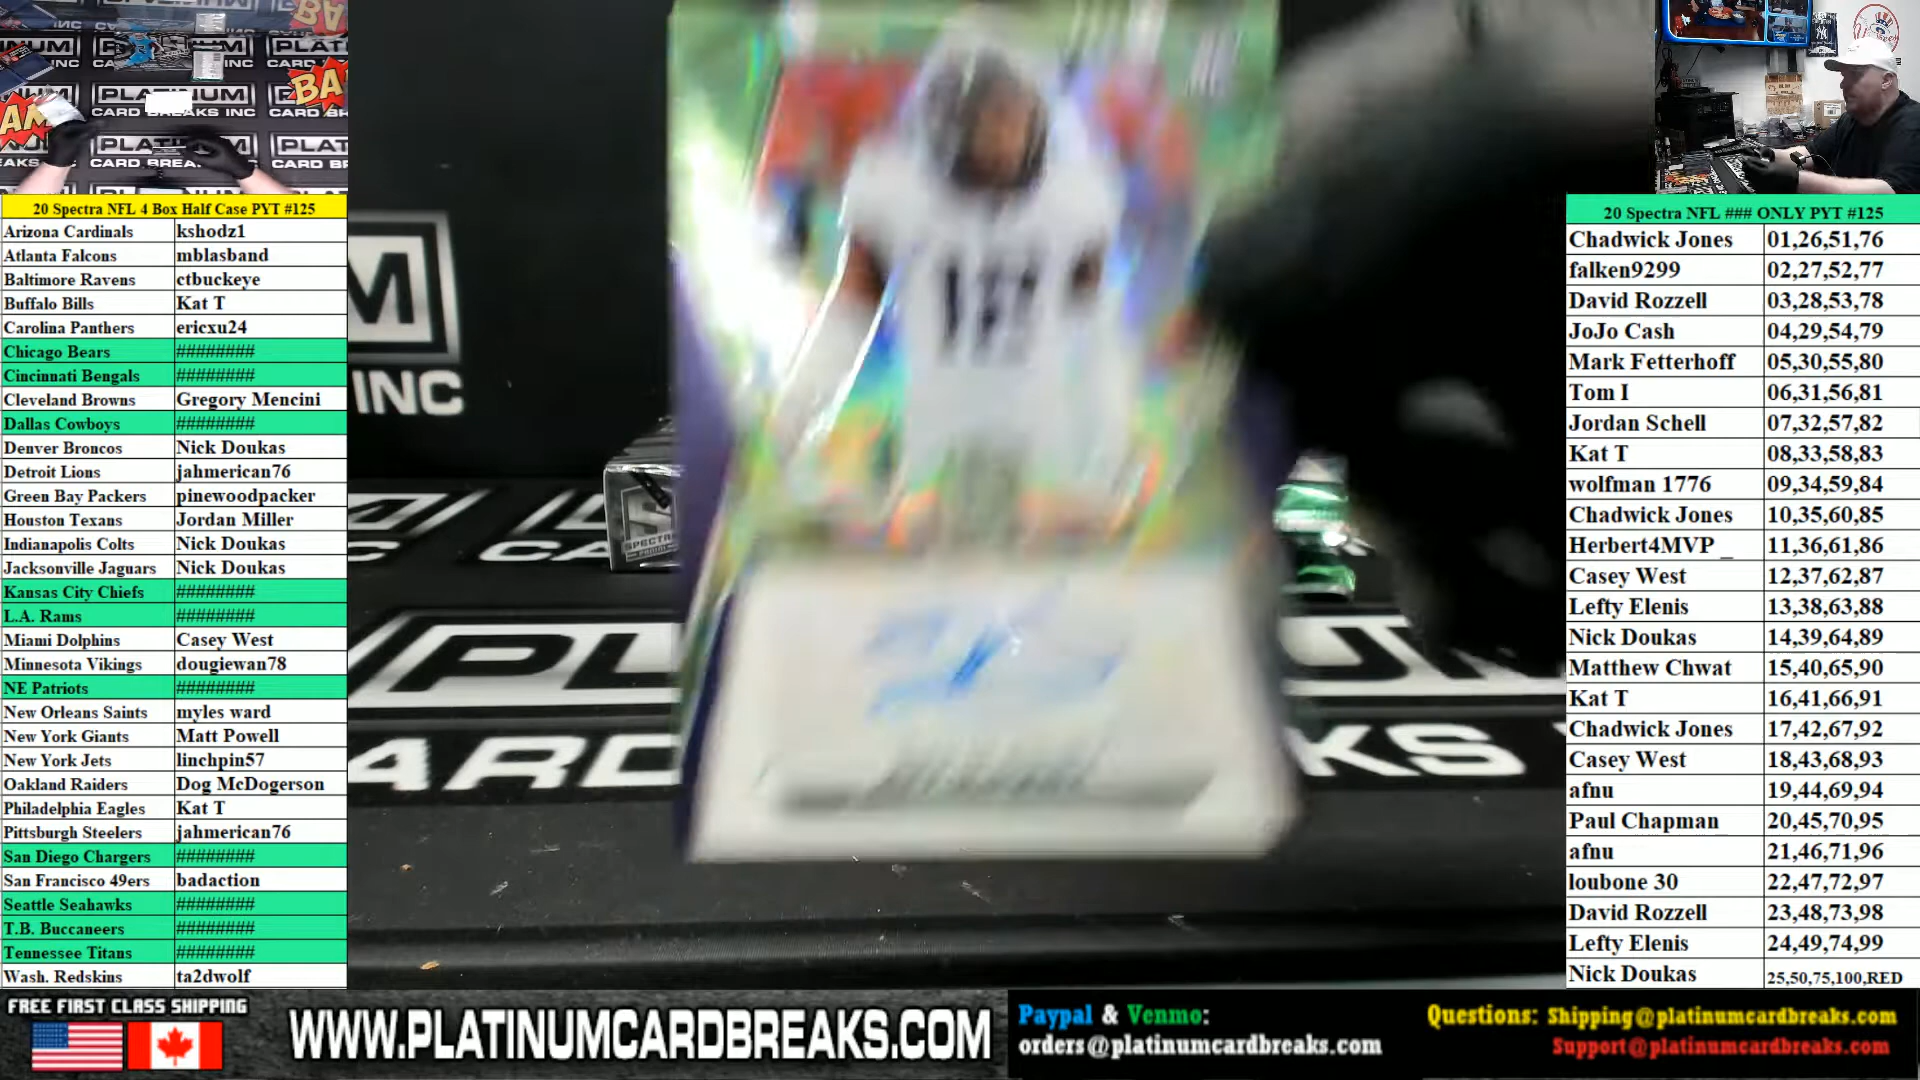 20 Spectra NFL 4 Box Half Case PYT #125
Arizona Cardinals kshodz1
Atlanta Falcons mblasband
Baltimore Ravens ctbuckeye
Buffalo Bills Kat T
Carolina Panthers ericxu24
Chicago Bears ########
Cincinnati Bengals ########
Cleveland Browns Gregory Mencini
Dallas Cowboys ########
Denver Broncos Nick Doukas
Detroit Lions jahmerican76
Green Bay Packers pinewoodpacker
Houston Texans Jordan Miller
Indianapolis Colts Nick Doukas
Jacksonville Jaguars Nick Doukas
Kansas City Chiefs ########
L.A. Rams ########
Miami Dolphins Casey West
Minnesota Vikings dougiewan78
NE Patriots ########
New Orleans Saints myles ward
New York Giants Matt Powell
New York Jets linchpin57
Oakland Raiders Dog McDogerson
Philadelphia Eagles Kat T
Pittsburgh Steelers jahmerican76
San Diego Chargers ########
San Francisco 49ers badaction
Seattle Seahawks ########
T.B. Buccaneers ########
Tennessee Titans ########
Wash. Redskins ta2dwolf
PLATINUM
CARD BREAKS INC
INC
SPECTRA
20 Spectra NFL ### ONLY PYT #125
Chadwick Jones 01,26,51,76
falken9299 02,27,52,77
David Rozzell 03,28,53,78
JoJo Cash 04,29,54,79
Mark Fetterhoff 05,30,55,80
Tom I 06,31,56,81
Jordan Schell 07,32,57,82
Kat T 08,33,58,83
wolfman 1776 09,34,59,84
Chadwick Jones 10,35,60,85
Herbert4MVP _ 11,36,61,86
Casey West 12,37,62,87
Lefty Elenis 13,38,63,88
Nick Doukas 14,39,64,89
Matthew Chwat 15,40,65,90
Kat T 16,41,66,91
Chadwick Jones 17,42,67,92
Casey West 18,43,68,93
afnu 19,44,69,94
Paul Chapman 20,45,70,95
afnu 21,46,71,96
loubone 30 22,47,72,97
David Rozzell 23,48,73,98
Lefty Elenis 24,49,74,99
Nick Doukas 25,50,75,100,RED
FREE FIRST CLASS SHIPPING
WWW.PLATINUMCARDBREAKS.COM
Paypal & Venmo:
orders@platinumcardbreaks.com
Questions: Shipping@platinumcardbreaks.com
Support@platinumcardbreaks.com